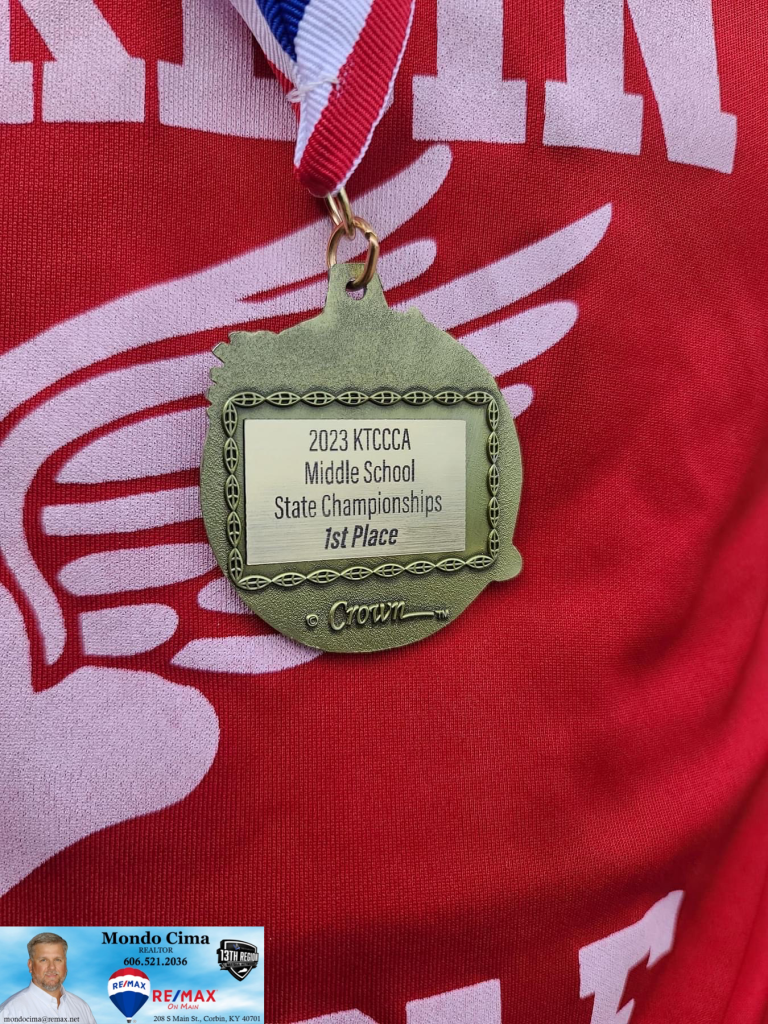 2023 KTCCCA
Middle School
State Championships
1st Place
© Crown ™
Mondo Cima
REALTOR
606.521.2036
13TH REGION
RE/MAX
RE/MAX
ON MAIN
mondocima@remax.net
208 S Main St., Corbin, KY 40701